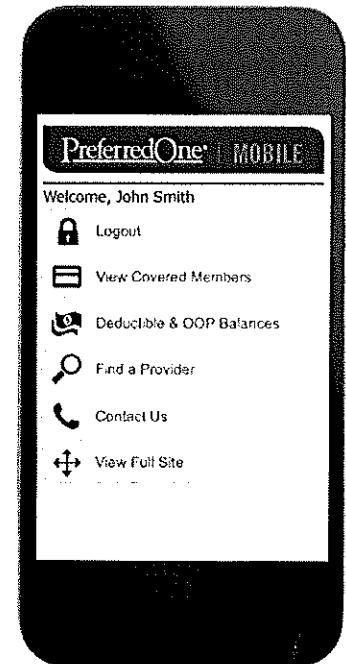 PreferredOne® | MOBILE
Welcome, John Smith
Logout
View Covered Members
Deductible & OOP Balances
Find a Provider
Contact Us
View Full Site